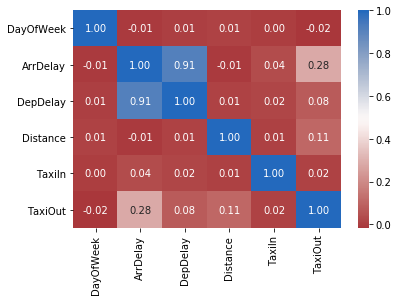 DayOfWeek 1.00 -0.01 0.01 0.01 0.00 -0.02
ArrDelay -0.01 1.00 0.91 -0.01 0.04 0.28
DepDelay 0.01 0.91 1.00 0.01 0.02 0.08
Distance 0.01 -0.01 0.01 1.00 0.01 0.11
TaxiIn 0.00 0.04 0.02 0.01 1.00 0.02
TaxiOut -0.02 0.28 0.08 0.11 0.02 1.00
DayOfWeek ArrDelay DepDelay Distance TaxiIn TaxiOut
1.0
0.8
0.6
0.4
0.2
0.0